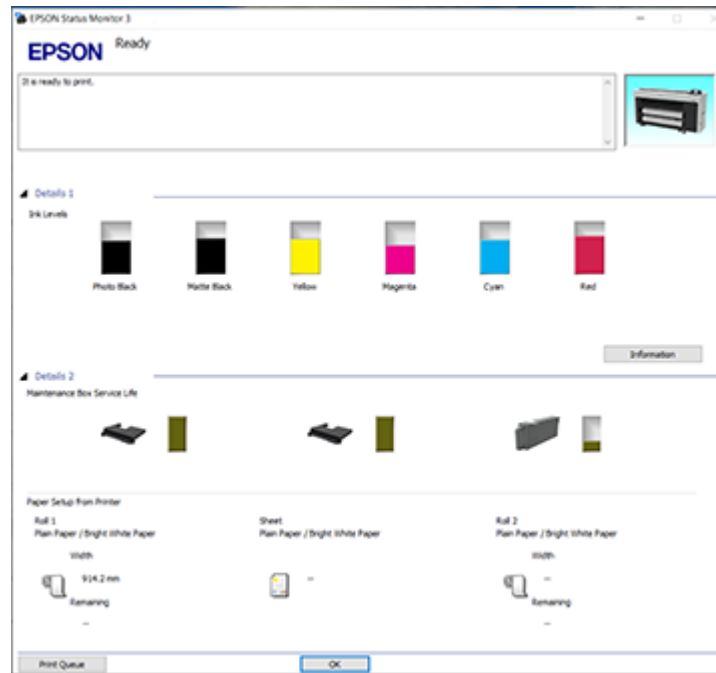 EPSON Status Monitor 3
EPSON
Ready
It is ready to print.
Details 1
Ink Levels
Photo Black Matte Black Yellow Magenta Cyan Red
Information
Details 2
Maintenance Box Service Life
Paper Setup from Printer
Roll 1 Sheet Roll 2
Plain Paper / Bright White Paper Plain Paper / Bright White Paper Plain Paper / Bright White Paper
Width Width
914.2 mm -- --
Remaining Remaining
-- --
Print Queue OK